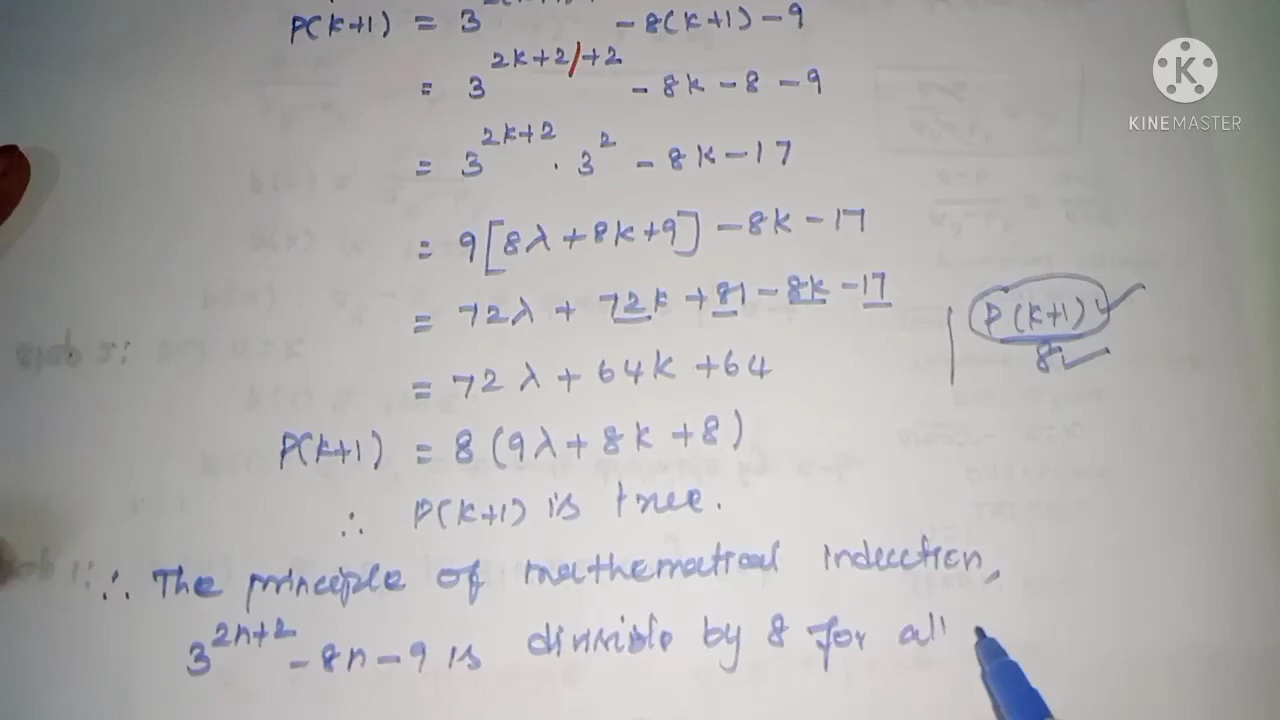 P(k+1) = 3 - 8(k+1) - 9
= 3^{2k+2/+2} - 8k - 8 - 9
= 3^{2k+2} . 3^2 - 8k - 17
= 9[8λ + 8k + 9] - 8k - 17
= 72λ + 72k + 81 - 8k - 17
= 72λ + 64k + 64
P(k+1) = 8 (9λ + 8k + 8)
∴ P(k+1) is true.
∴ The principle of mathematical induction,
3^{2n+2} - 8n - 9 is divisible by 8 for all
P(k+1)
8
K
KINEMASTER